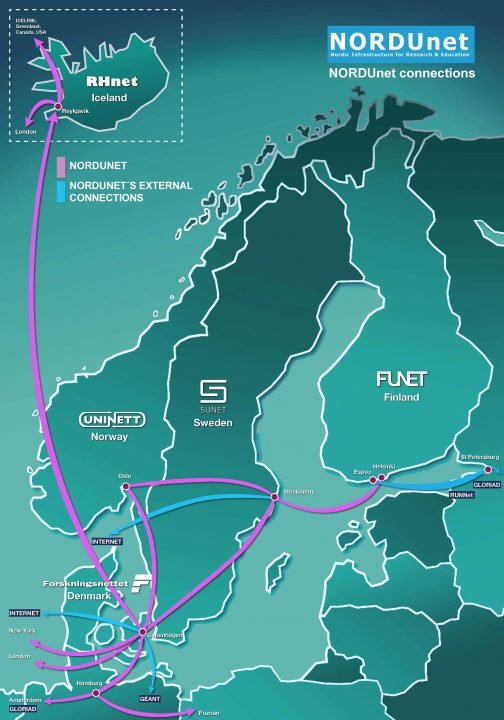 ICELINK:
Greenland,
Canada, USA
NORDUnet
Nordic Infrastructure for Research & Education
NORDUnet connections
RHnet
Iceland
Reykjavik
London
NORDUNET
NORDUNET´S EXTERNAL
CONNECTIONS
FUNET
Finland
SUNET
Sweden
UNINETT
Norway
St Petersburg
Helsinki
Espoo
Oslo
GLORIAD
Stockholm
RUNNet
INTERNET
Forskningsnettet
Denmark
INTERNET
New York
Copenhagen
London
Hamburg
Amsterdam
GLORIAD
GÉANT
Poznan